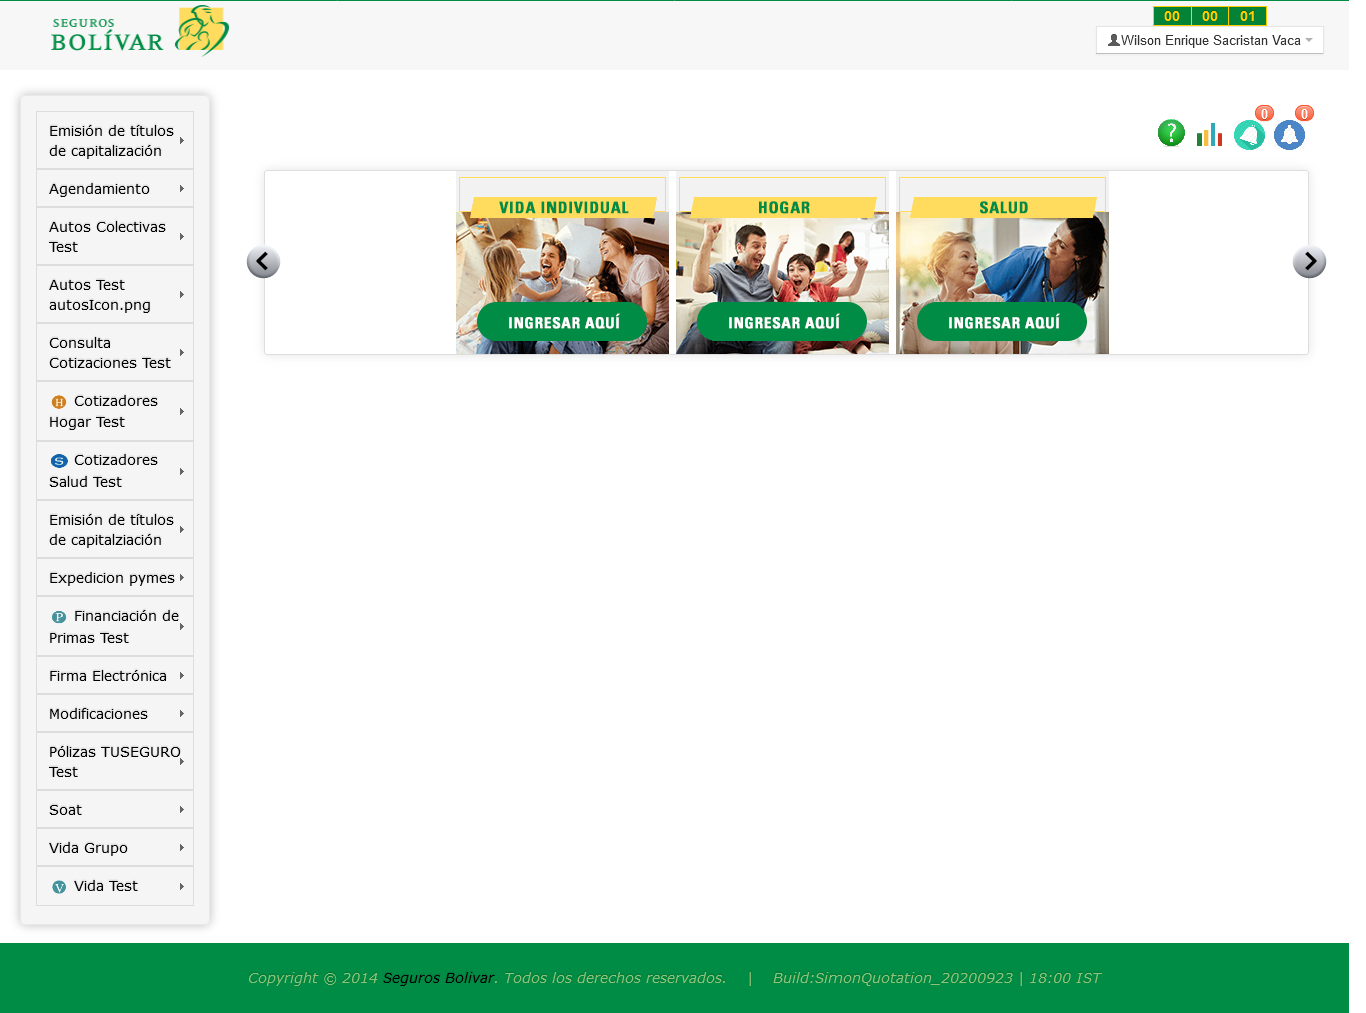 SEGUROS
BOLÍVAR
00 00 01
Wilson Enrique Sacristan Vaca
Emisión de títulos
de capitalización
Agendamiento
Autos Colectivas
Test
Autos Test
autosIcon.png
Consulta
Cotizaciones Test
H Cotizadores
Hogar Test
S Cotizadores
Salud Test
Emisión de títulos
de capitalziación
Expedicion pymes
P Financiación de
Primas Test
Firma Electrónica
Modificaciones
Pólizas TUSEGURO
Test
Soat
Vida Grupo
V Vida Test
?
0
0
VIDA INDIVIDUAL
INGRESAR AQUÍ
HOGAR
INGRESAR AQUÍ
SALUD
INGRESAR AQUÍ
Copyright © 2014 Seguros Bolivar. Todos los derechos reservados. | Build:SimonQuotation_20200923 | 18:00 IST